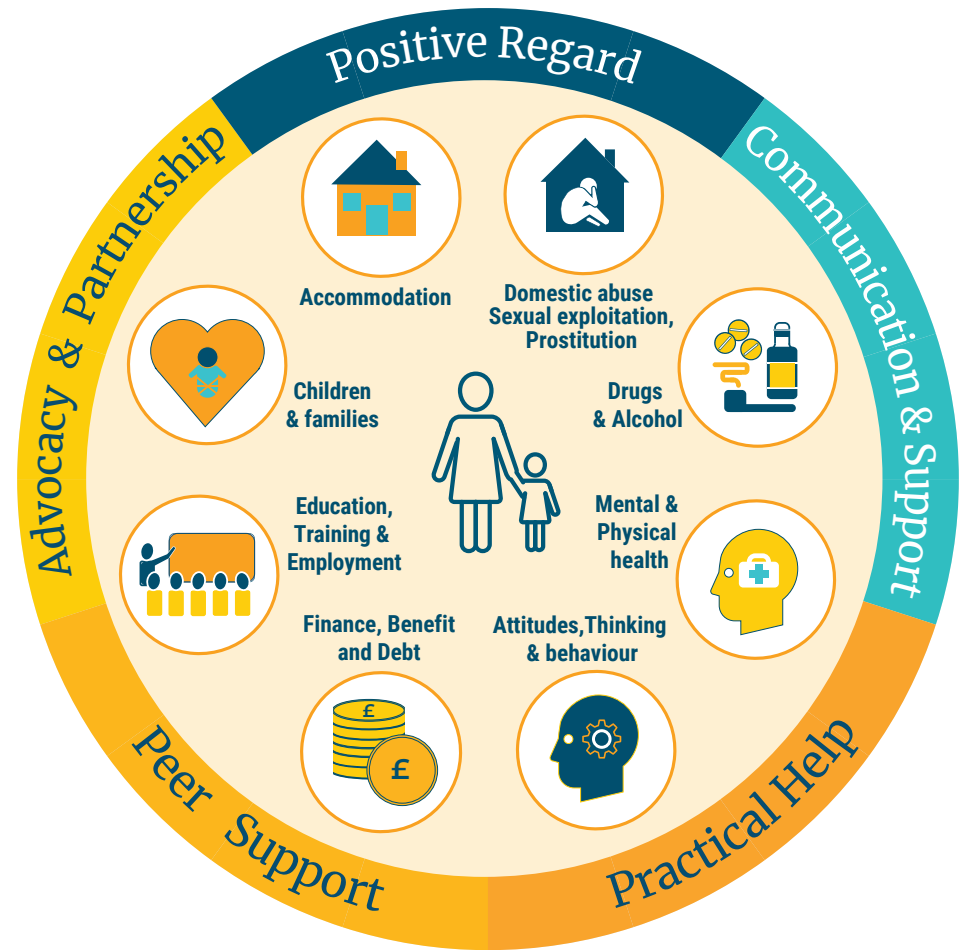 Positive Regard
Communication & Support
Practical Help
Peer Support
Advocacy & Partnership
Accommodation
Domestic abuse
Sexual exploitation,
Prostitution
Drugs
& Alcohol
Mental &
Physical
health
Attitudes,Thinking
& behaviour
Finance, Benefit
and Debt
£
£
Education,
Training &
Employment
Children
& families